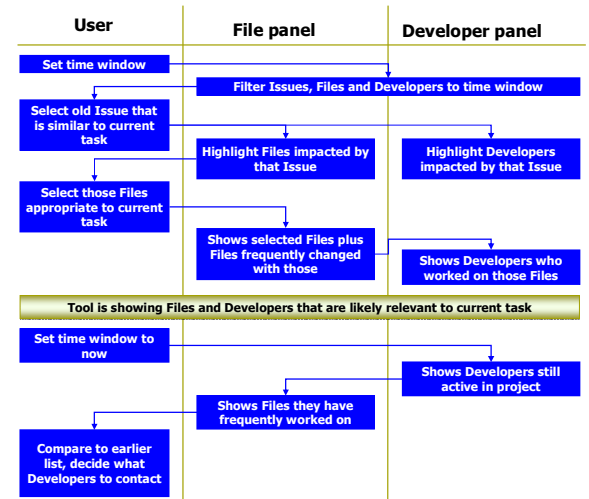 User
File panel
Developer panel
Set time window
Filter Issues, Files and Developers to time window
Select old Issue that
is similar to current
task
Highlight Files impacted by
that Issue
Highlight Developers
impacted by that Issue
Select those Files
appropriate to current
task
Shows selected Files plus
Files frequently changed
with those
Shows Developers who
worked on those Files
Tool is showing Files and Developers that are likely relevant to current task
Set time window to
now
Shows Developers still
active in project
Shows Files they have
frequently worked on
Compare to earlier
list, decide what
Developers to contact